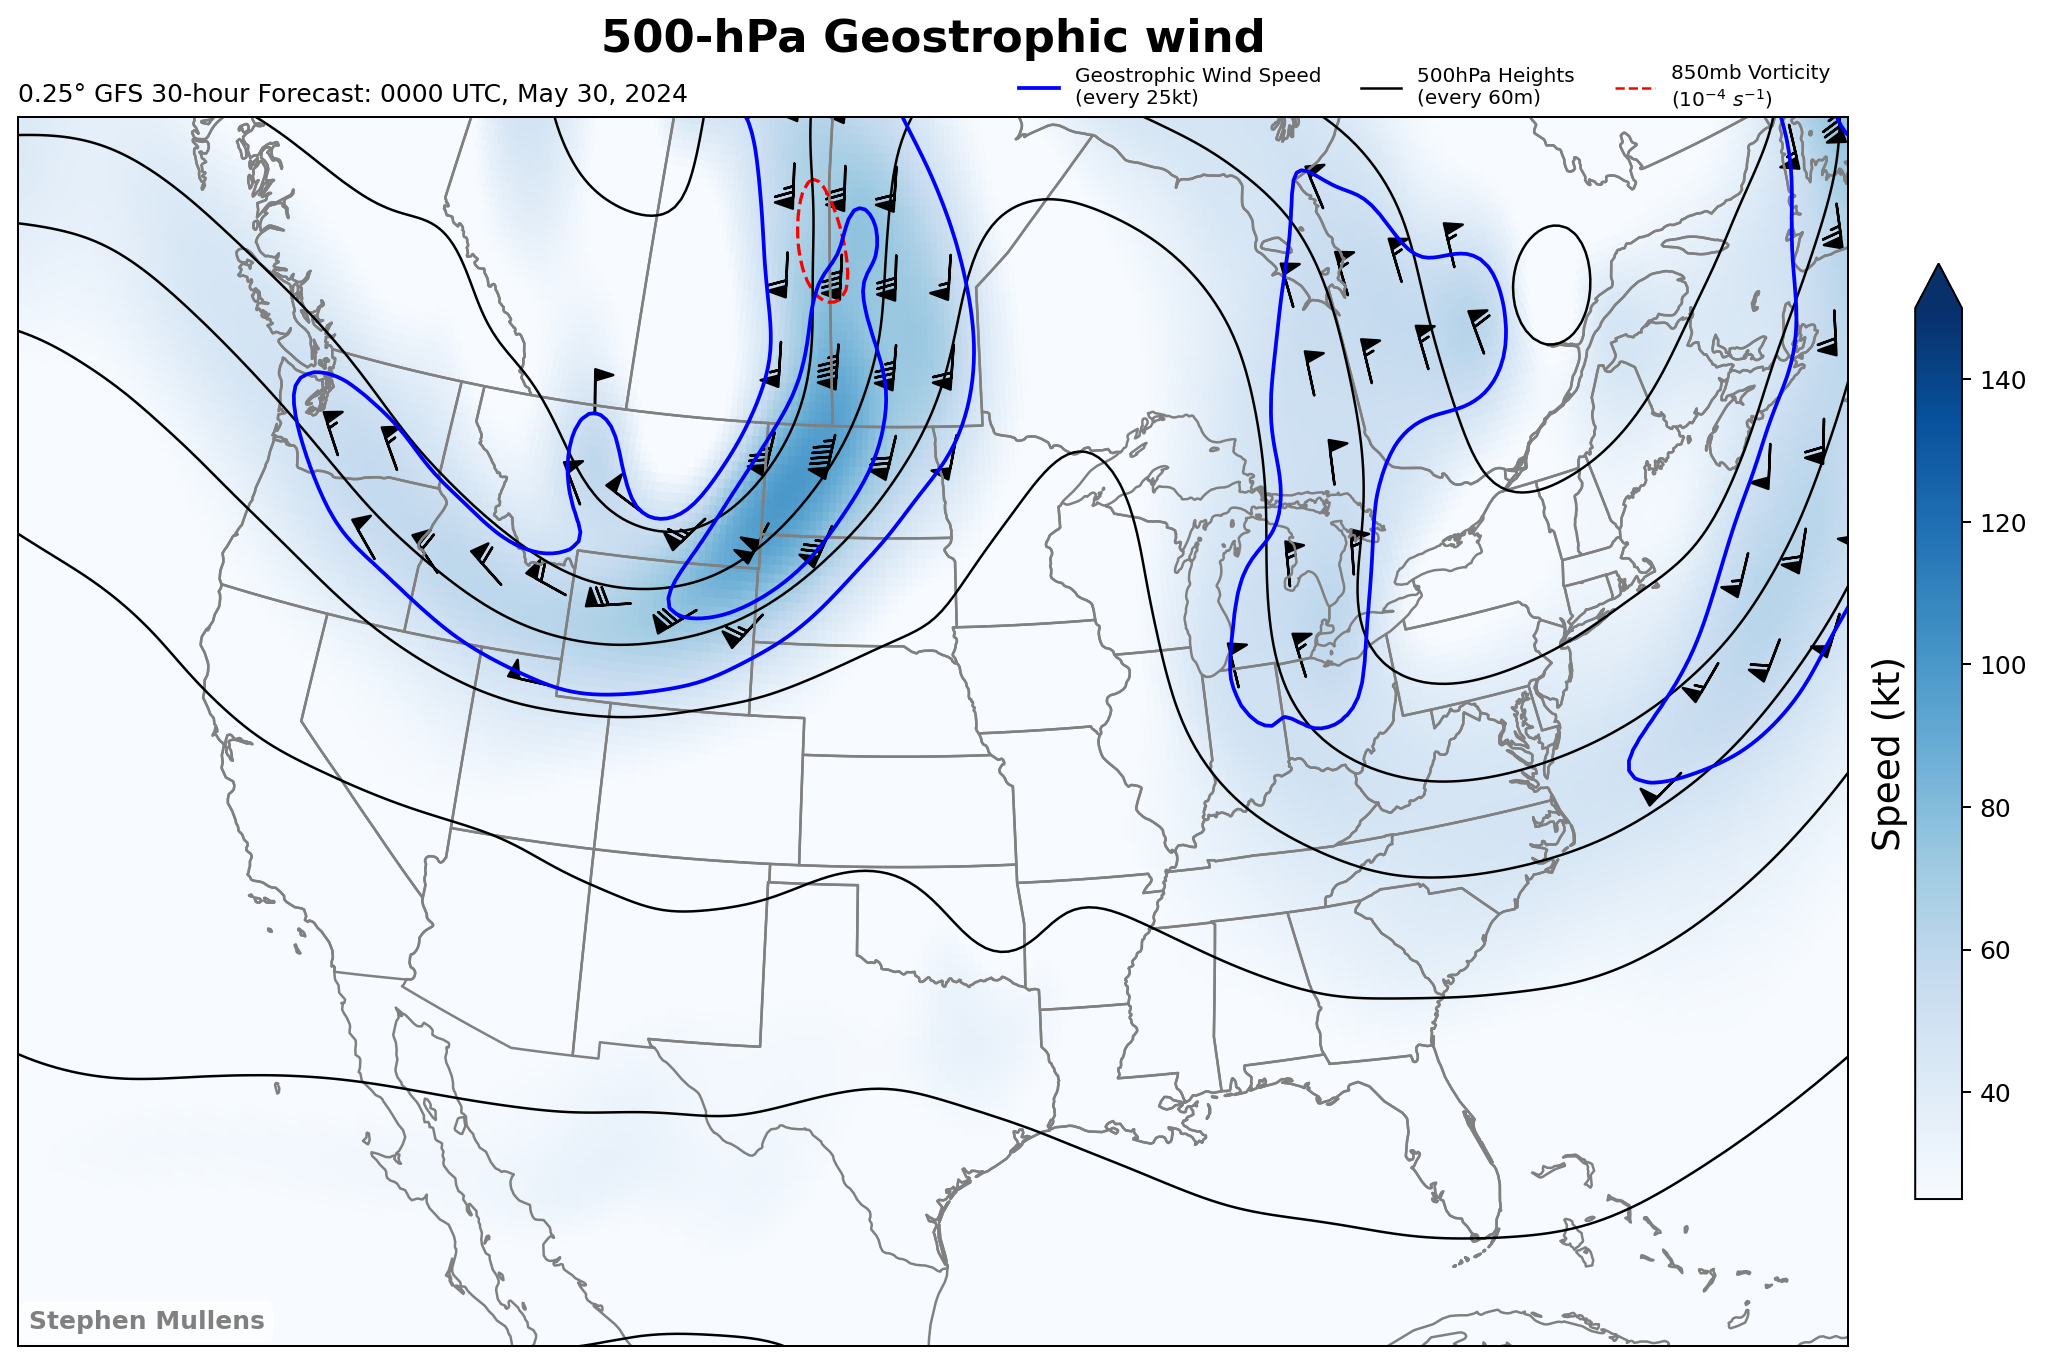 500-hPa Geostrophic wind
0.25° GFS 30-hour Forecast: 0000 UTC, May 30, 2024
Geostrophic Wind Speed
(every 25kt)
500hPa Heights
(every 60m)
850mb Vorticity
(10⁻⁴ s⁻¹)
140
120
100
80
60
40
Speed (kt)
Stephen Mullens